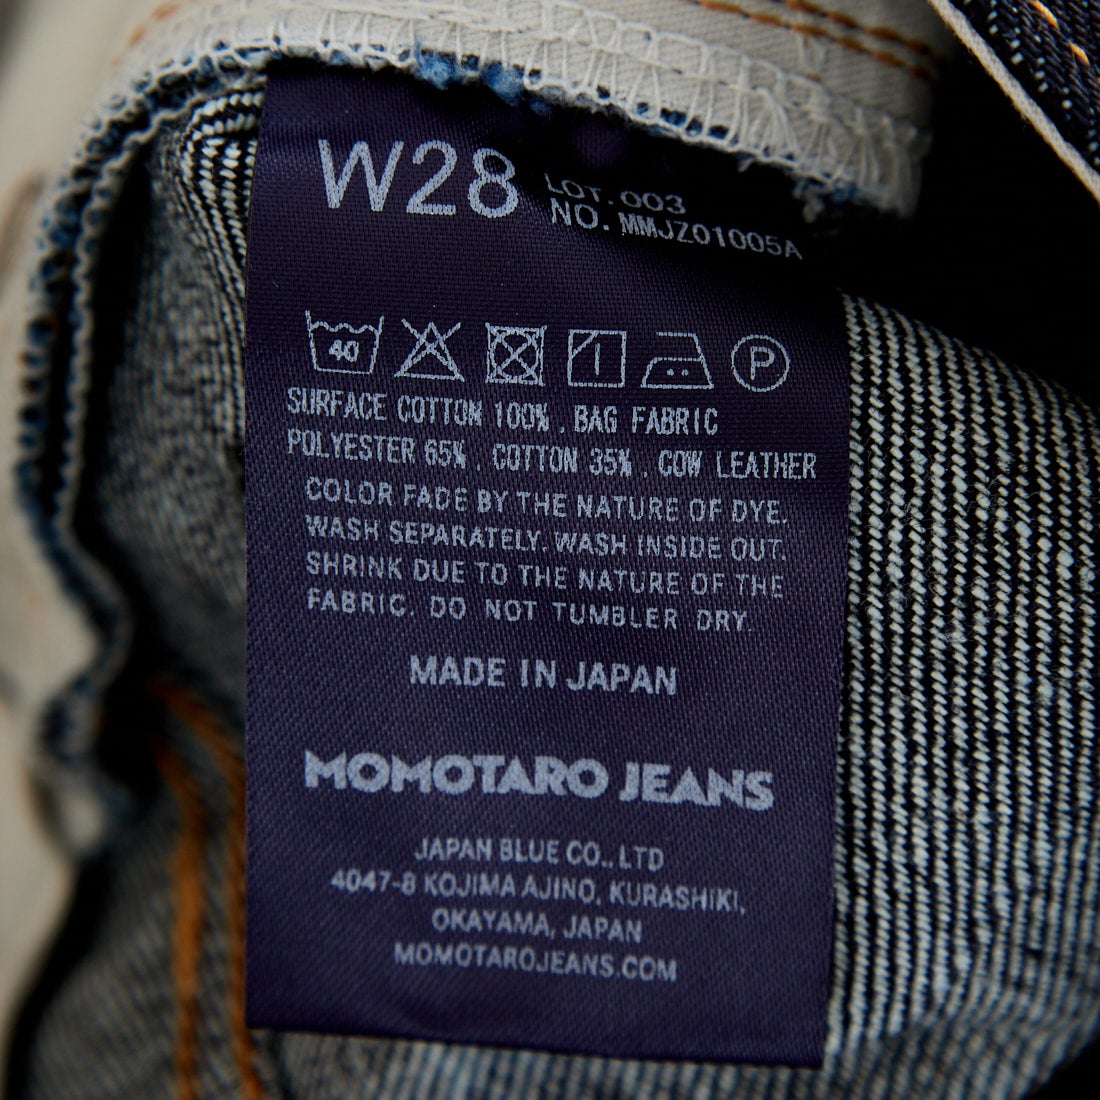 W28
LOT. 003
NO. MMJZ01005A
40
P
SURFACE COTTON 100% . BAG FABRIC
POLYESTER 65% . COTTON 35% . COW LEATHER
COLOR FADE BY THE NATURE OF DYE.
WASH SEPARATELY. WASH INSIDE OUT.
SHRINK DUE TO THE NATURE OF THE
FABRIC. DO NOT TUMBLER DRY.
MADE IN JAPAN
MOMOTARO JEANS
JAPAN BLUE CO., LTD
4047-8 KOJIMA AJINO, KURASHIKI,
OKAYAMA, JAPAN
MOMOTAROJEANS.COM